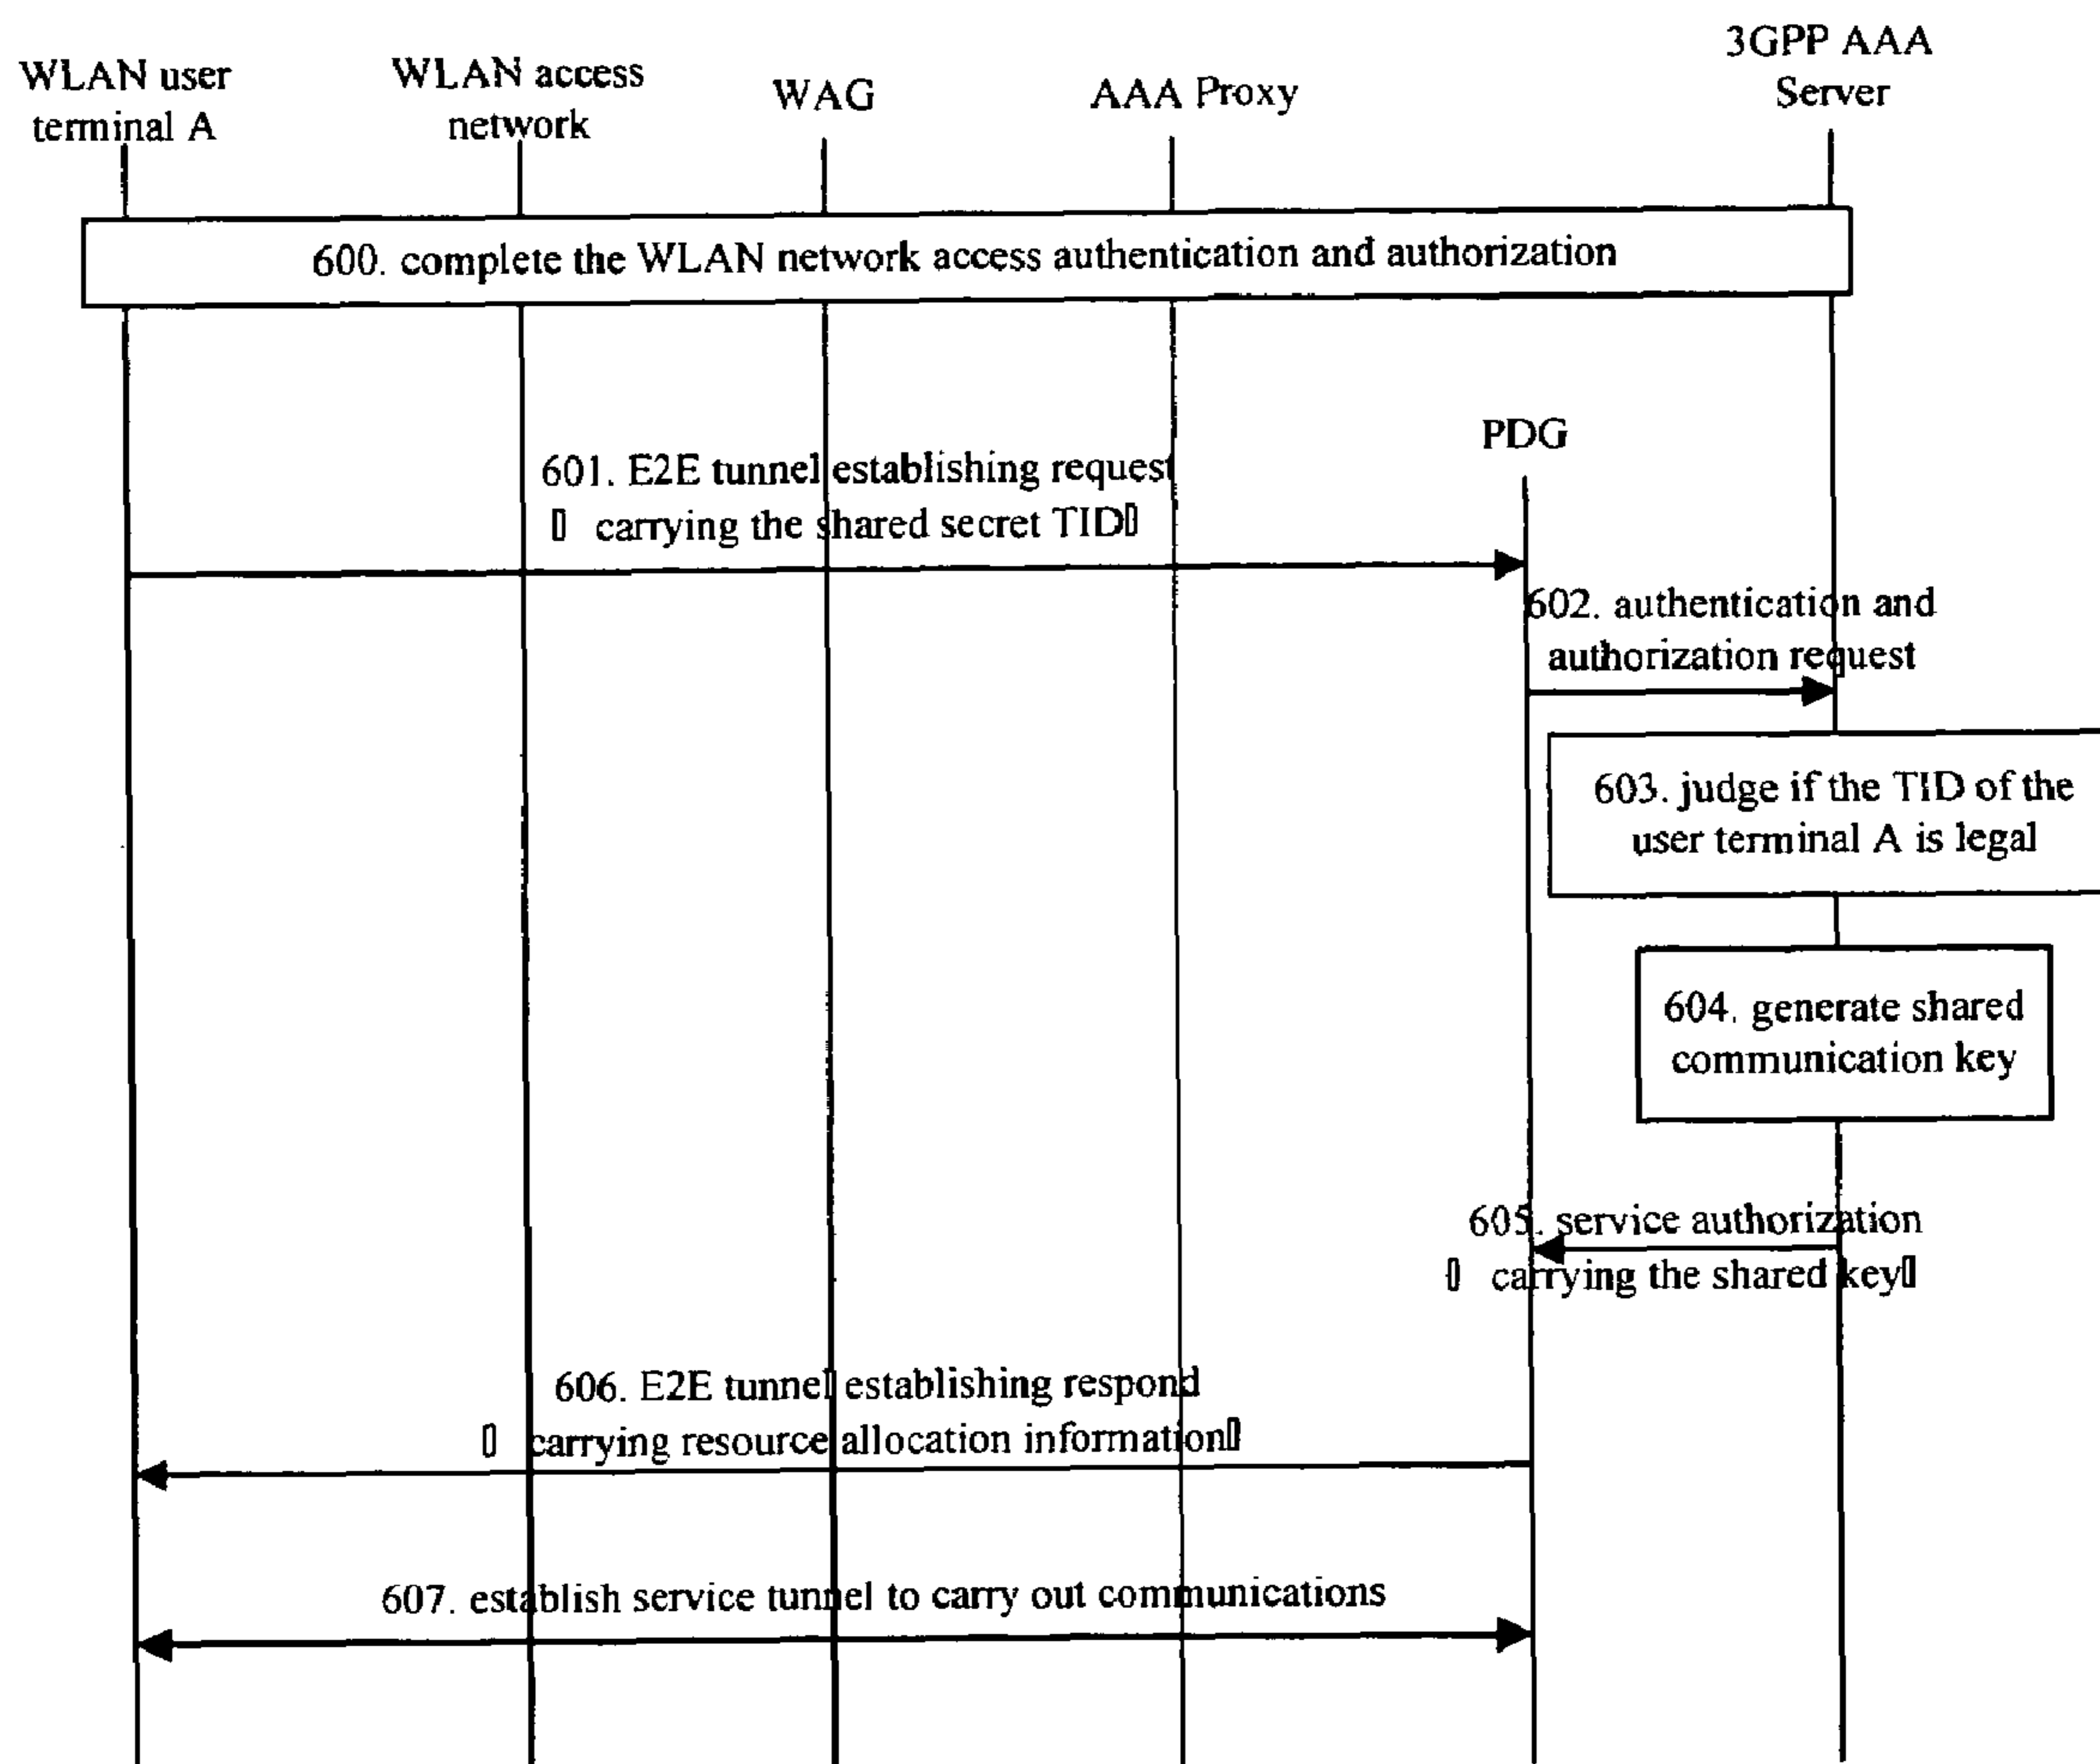 WLAN user
terminal A
WLAN access
network
WAG
AAA Proxy
3GPP AAA
Server
600. complete the WLAN network access authentication and authorization
PDG
601. E2E tunnel establishing request
carrying the shared secret TID
602. authentication and
authorization request
603. judge if the TID of the
user terminal A is legal
604. generate shared
communication key
605. service authorization
carrying the shared key
606. E2E tunnel establishing respond
carrying resource allocation information
607. establish service tunnel to carry out communications